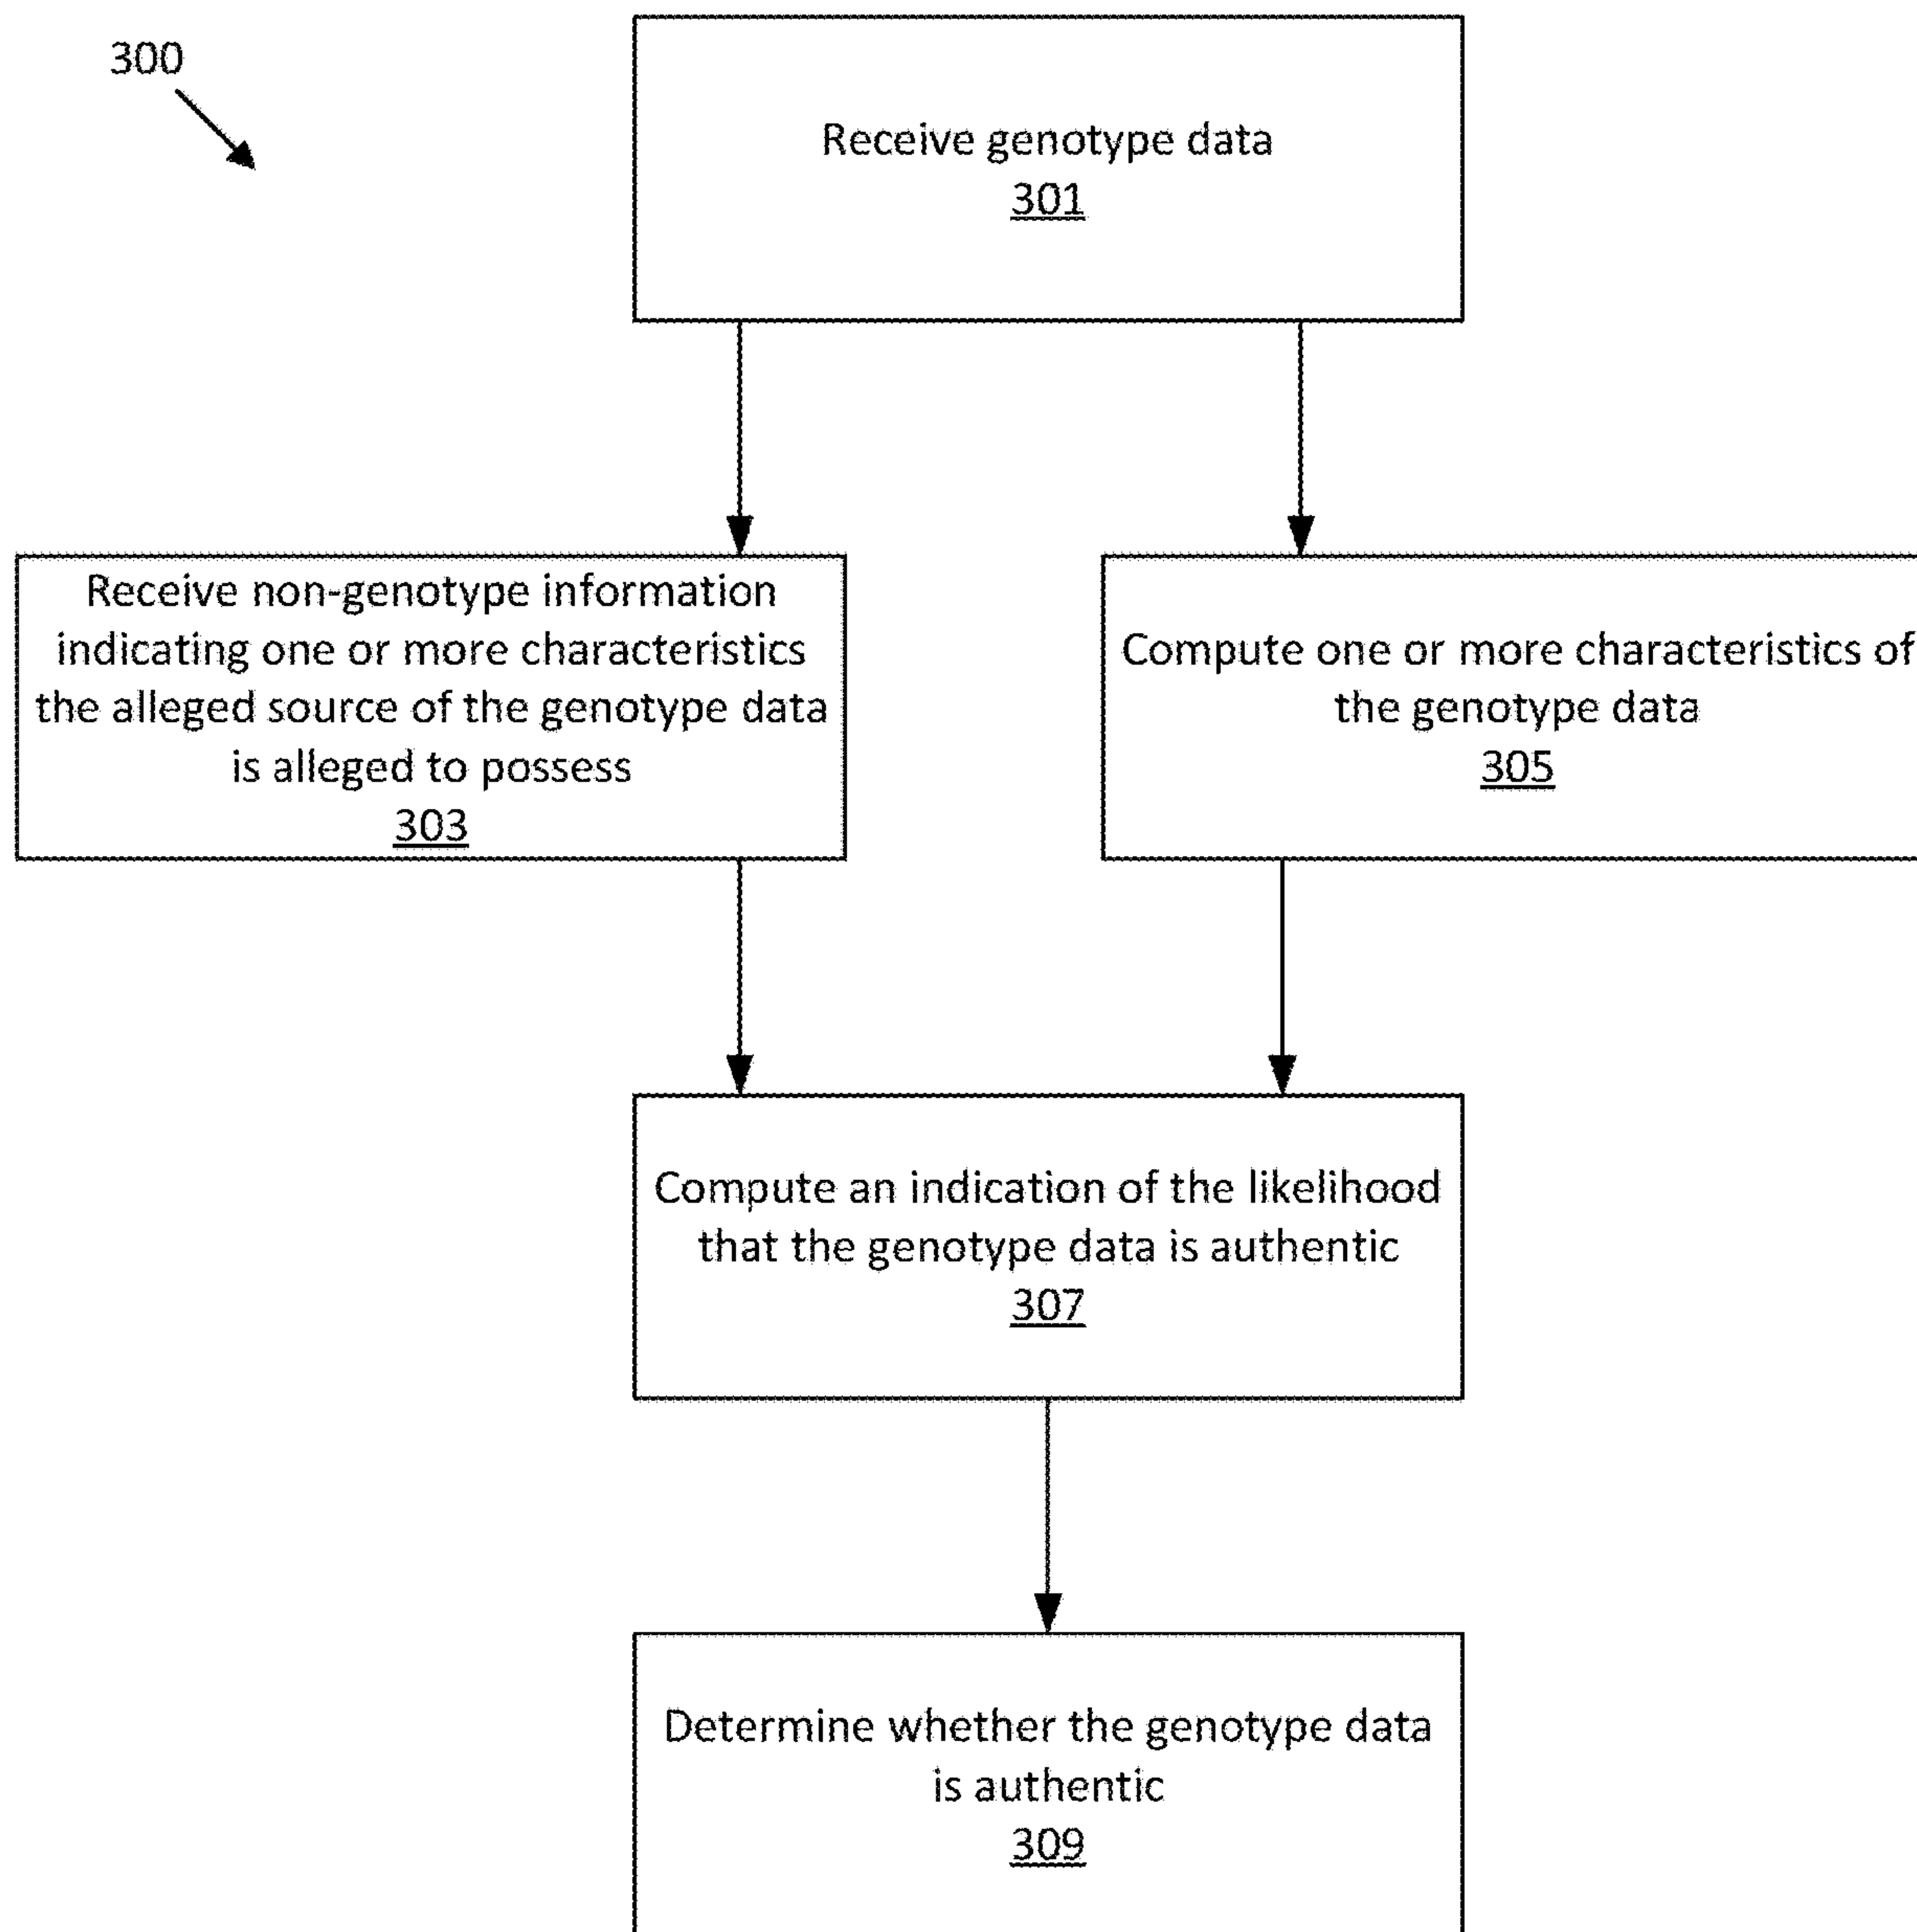 300
Receive genotype data
301
Receive non-genotype information
indicating one or more characteristics
the alleged source of the genotype data
is alleged to possess
303
Compute one or more characteristics of
the genotype data
305
Compute an indication of the likelihood
that the genotype data is authentic
307
Determine whether the genotype data
is authentic
309